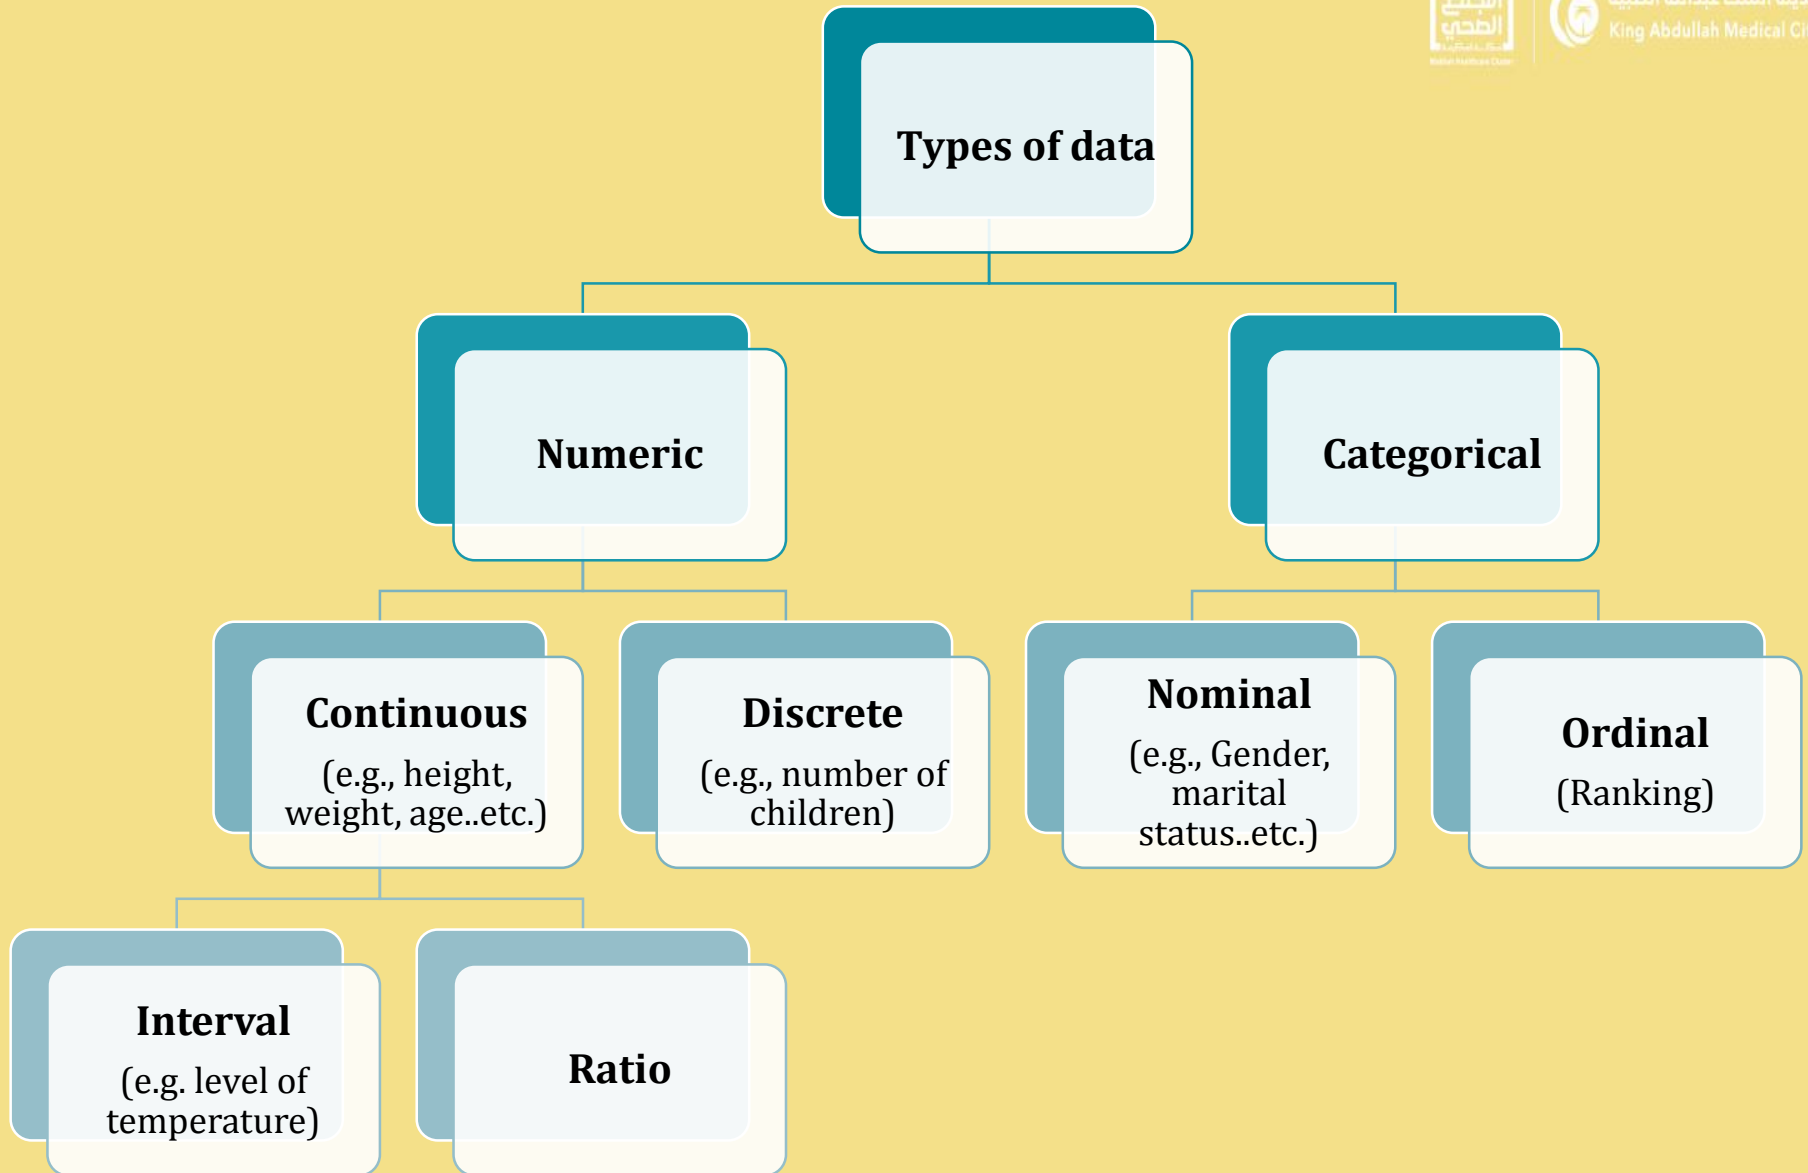 الصحي
King Abdullah Medical
Types of data
Numeric
Categorical
Continuous
(e.g., height,
weight, age..etc.)
Discrete
(e.g., number of
children)
Nominal
(e.g., Gender,
marital
status..etc.)
Ordinal
(Ranking)
Interval
(e.g. level of
temperature)
Ratio